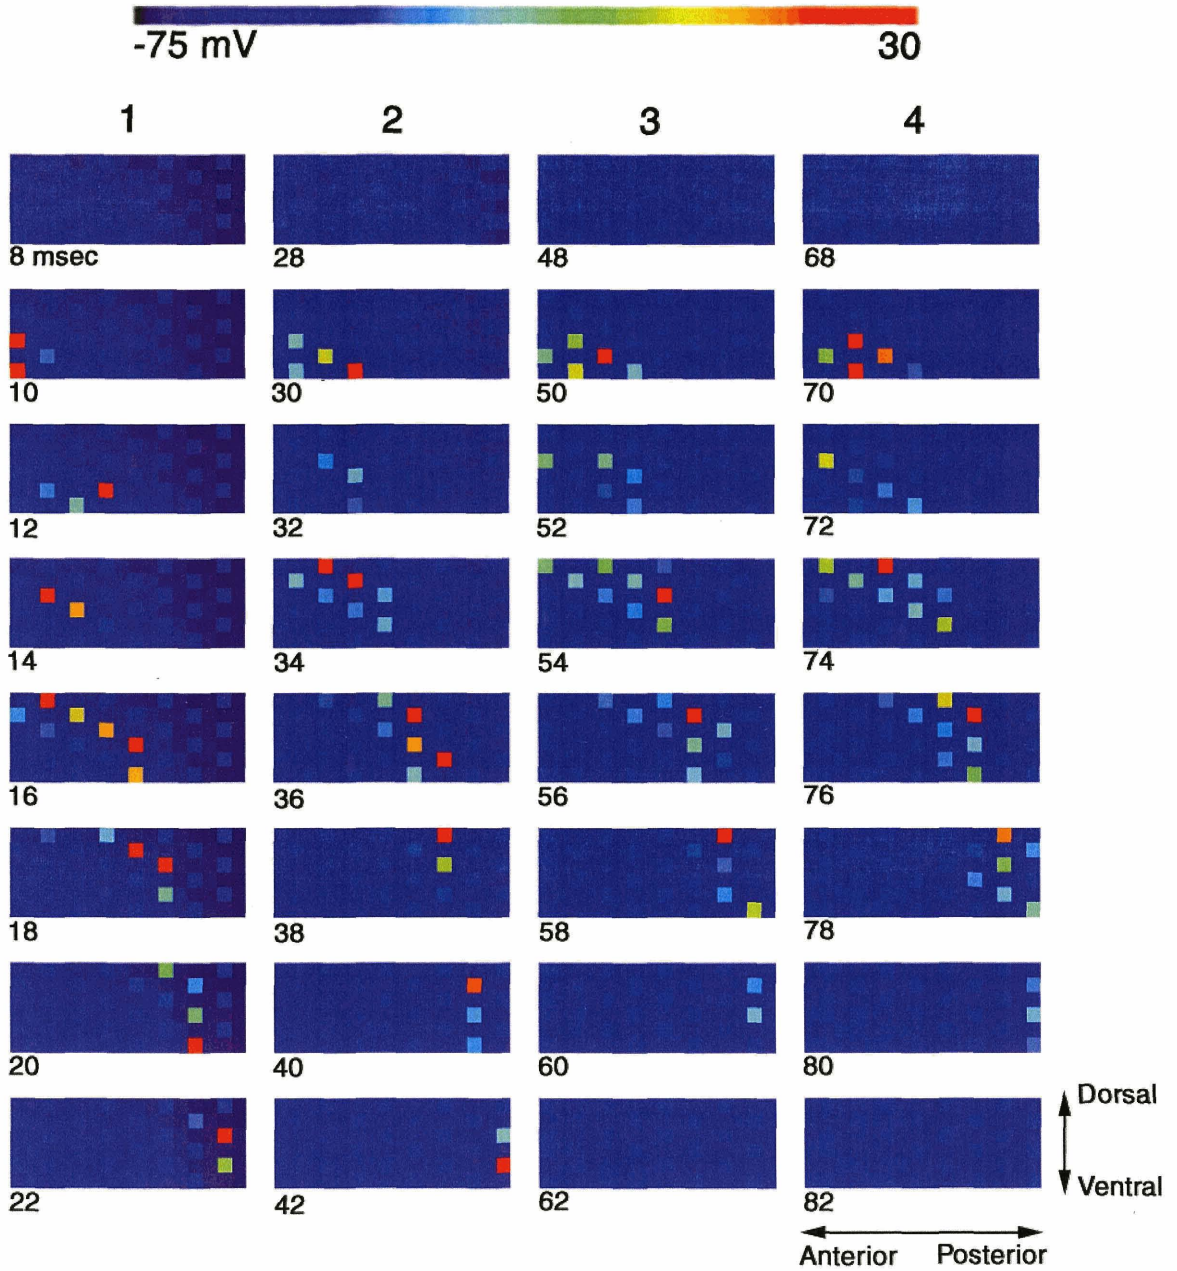 -75 mV 30
1 2 3 4
8 msec 28 48 68
10 30 50 70
12 32 52 72
14 34 54 74
16 36 56 76
18 38 58 78
20 40 60 80
Dorsal
Ventral
22 42 62 82
Anterior Posterior